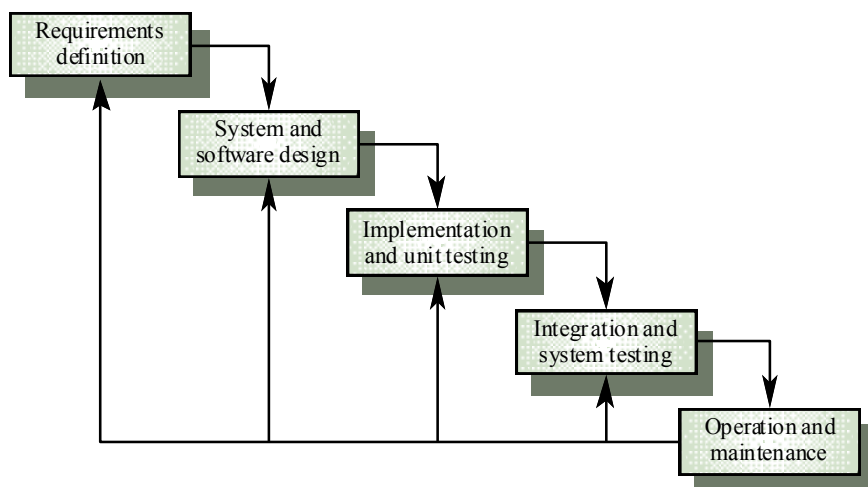 Requirements
definition
System and
software design
Implementation
and unit testing
Integration and
system testing
Operation and
maintenance